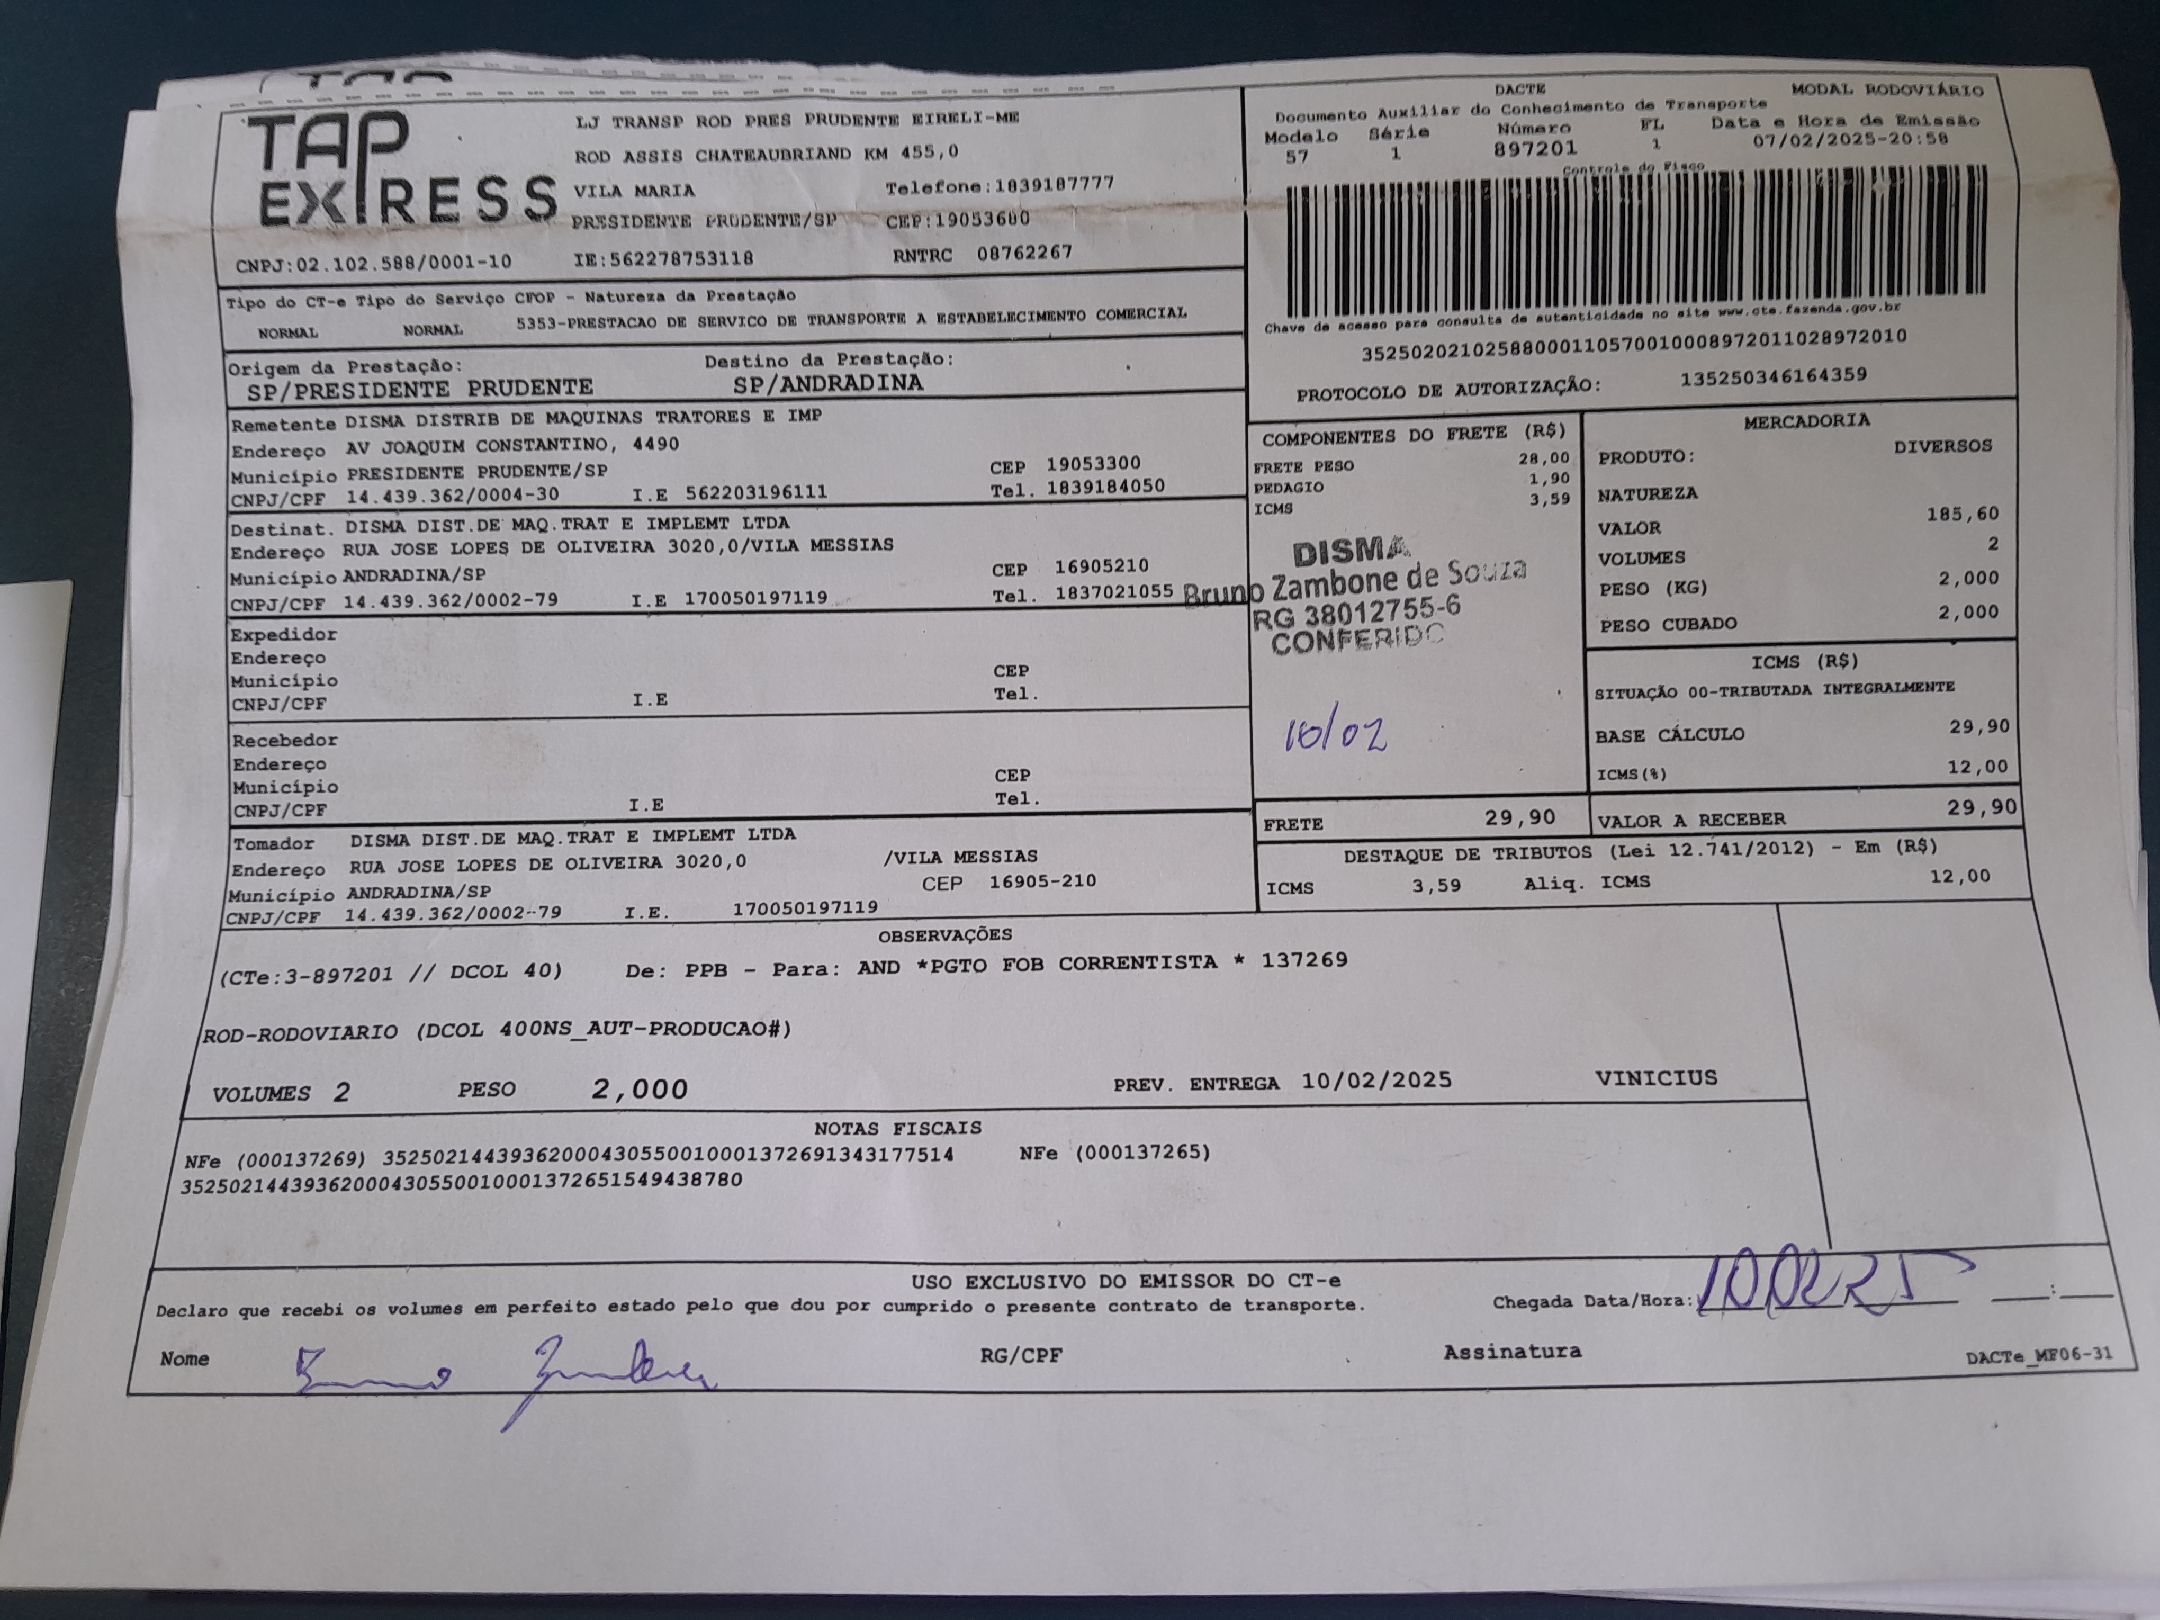 TAP EXPRESS
LJ TRANSP ROD PRES PRUDENTE EIRELI-ME
ROD ASSIS CHATEAUBRIAND KM 455,0
VILA MARIA Telefone:1839187777
PRESIDENTE PRUDENTE/SP CEP:19053680
CNPJ:02.102.588/0001-10 IE:562278753118 RNTRC 08762267
DACTE MODAL RODOVIÁRIO
Documento Auxiliar do Conhecimento de Transporte
Modelo Série Número FL Data e Hora de Emissão
57 1 897201 1 07/02/2025-20:58
Controle do Fisco
Chave de acesso para consulta de autenticidade no site www.cte.fazenda.gov.br
35250202102588000110570010008972011028972010
PROTOCOLO DE AUTORIZAÇÃO: 135250346164359
Tipo do CT-e Tipo do Serviço CFOP - Natureza da Prestação
NORMAL NORMAL 5353-PRESTACAO DE SERVICO DE TRANSPORTE A ESTABELECIMENTO COMERCIAL
Origem da Prestação: Destino da Prestação:
SP/PRESIDENTE PRUDENTE SP/ANDRADINA
Remetente DISMA DISTRIB DE MAQUINAS TRATORES E IMP
Endereço AV JOAQUIM CONSTANTINO, 4490
Município PRESIDENTE PRUDENTE/SP CEP 19053300
CNPJ/CPF 14.439.362/0004-30 I.E 562203196111 Tel. 1839184050
Destinat. DISMA DIST.DE MAQ.TRAT E IMPLEMT LTDA
Endereço RUA JOSE LOPES DE OLIVEIRA 3020,0/VILA MESSIAS
Município ANDRADINA/SP CEP 16905210
CNPJ/CPF 14.439.362/0002-79 I.E 170050197119 Tel. 1837021055
Expedidor
Endereço
Município CEP
CNPJ/CPF I.E Tel.
Recebedor
Endereço
Município CEP
CNPJ/CPF I.E Tel.
Tomador DISMA DIST.DE MAQ.TRAT E IMPLEMT LTDA
Endereço RUA JOSE LOPES DE OLIVEIRA 3020,0 /VILA MESSIAS
Município ANDRADINA/SP CEP 16905-210
CNPJ/CPF 14.439.362/0002-79 I.E. 170050197119
COMPONENTES DO FRETE (R$)
FRETE PESO 28,00
PEDAGIO 1,90
ICMS 3,59
DISMA
Bruno Zambone de Souza
RG 38012755-6
CONFERIDO
10/02
FRETE 29,90
MERCADORIA
PRODUTO: DIVERSOS
NATUREZA
VALOR 185,60
VOLUMES 2
PESO (KG) 2,000
PESO CUBADO 2,000
ICMS (R$)
SITUAÇÃO 00-TRIBUTADA INTEGRALMENTE
BASE CÁLCULO 29,90
ICMS(%) 12,00
VALOR A RECEBER 29,90
DESTAQUE DE TRIBUTOS (Lei 12.741/2012) - Em (R$)
ICMS 3,59 Aliq. ICMS 12,00
OBSERVAÇÕES
(CTe:3-897201 // DCOL 40) De: PPB - Para: AND *PGTO FOB CORRENTISTA * 137269
ROD-RODOVIARIO (DCOL 400NS_AUT-PRODUCAO#)
VOLUMES 2 PESO 2,000 PREV. ENTREGA 10/02/2025 VINICIUS
NOTAS FISCAIS
NFe (000137269) 35250214439362000430550010001372691343177514 NFe (000137265)
35250214439362000430550010001372651549438780
USO EXCLUSIVO DO EMISSOR DO CT-e
Declaro que recebi os volumes em perfeito estado pelo que dou por cumprido o presente contrato de transporte. Chegada Data/Hora: 100225 __:__
Nome RG/CPF Assinatura DACTe_MF06-31